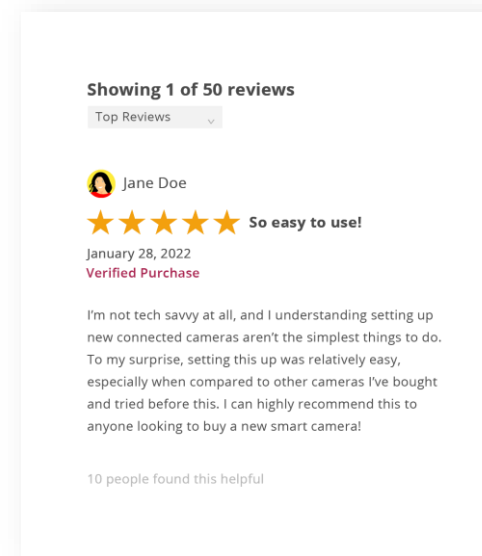 Showing 1 of 50 reviews
Top Reviews
Jane Doe
So easy to use!
January 28, 2022
Verified Purchase
I'm not tech savvy at all, and I understanding setting up
new connected cameras aren't the simplest things to do.
To my surprise, setting this up was relatively easy,
especially when compared to other cameras I've bought
and tried before this. I can highly recommend this to
anyone looking to buy a new smart camera!
10 people found this helpful